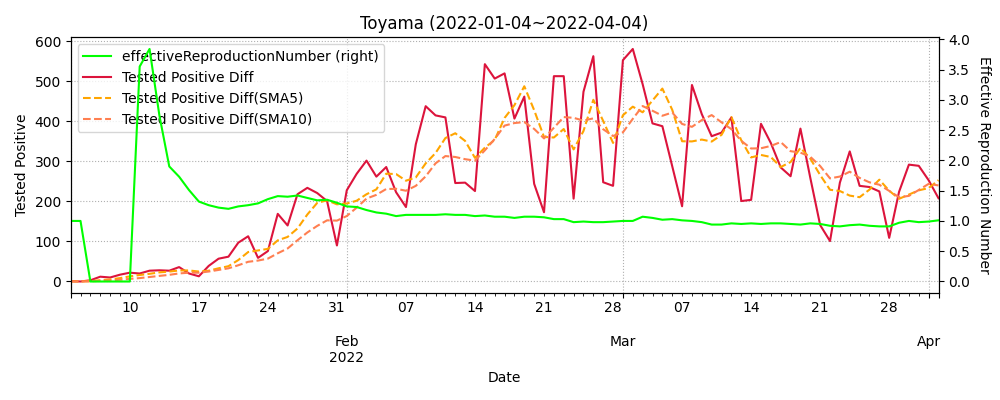 Toyama (2022-01-04~2022-04-04)
effectiveReproductionNumber (right)
Tested Positive Diff
Tested Positive Diff(SMA5)
Tested Positive Diff(SMA10)
Tested Positive
600
500
400
300
200
100
0
4.0
3.5
3.0
2.5
2.0
1.5
1.0
0.5
0.0
Effective Reproduction Number
10 17 24 31 07 14 21 28 07 14 21 28
Feb Mar Apr
2022
Date